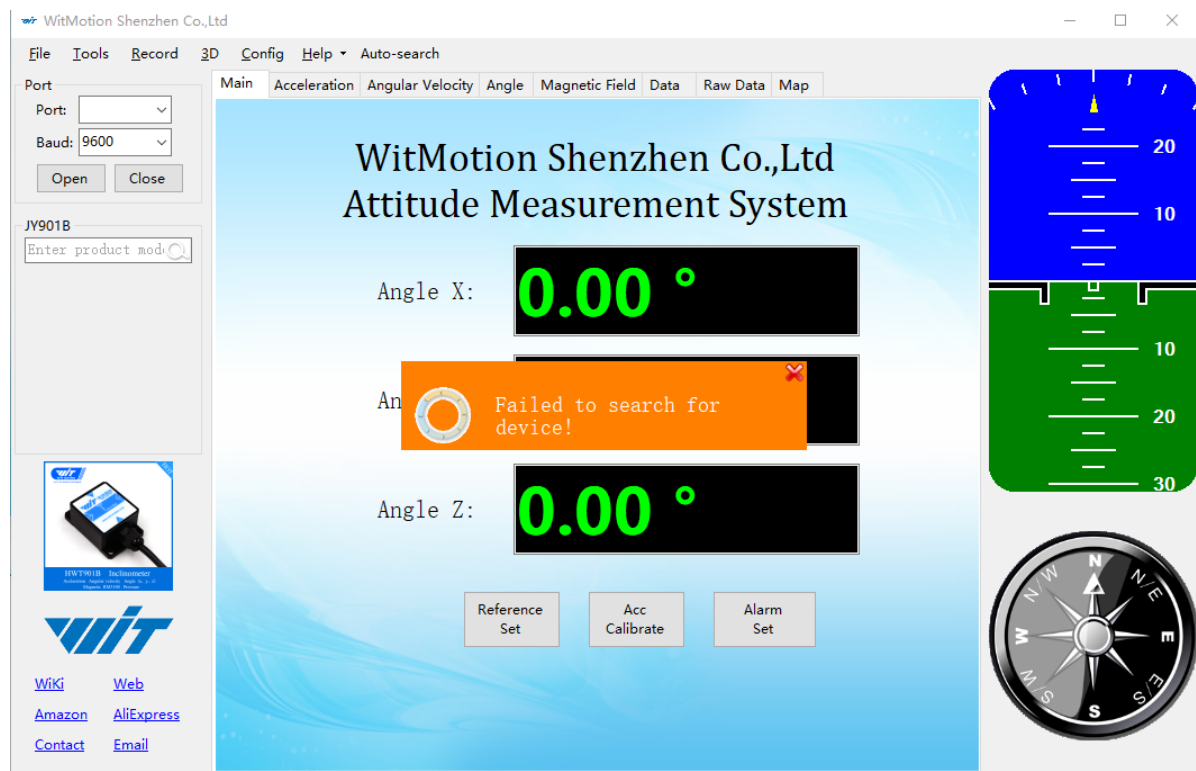 WitMotion Shenzhen Co.,Ltd
File Tools Record 3D Config Help Auto-search
Port
Port:
Baud: 9600
Open Close
JY901B
Enter product mod
WIT
HWT901B Inclinometer
WiT
WiKi Web
Amazon AliExpress
Contact Email
Main Acceleration Angular Velocity Angle Magnetic Field Data Raw Data Map
WitMotion Shenzhen Co.,Ltd
Attitude Measurement System
Angle X: 0.00 °
An
Failed to search for
device!
Angle Z: 0.00 °
Reference
Set
Acc
Calibrate
Alarm
Set
20
10
10
20
30
N
N/E
E
E/S
S
S/W
W
N/W